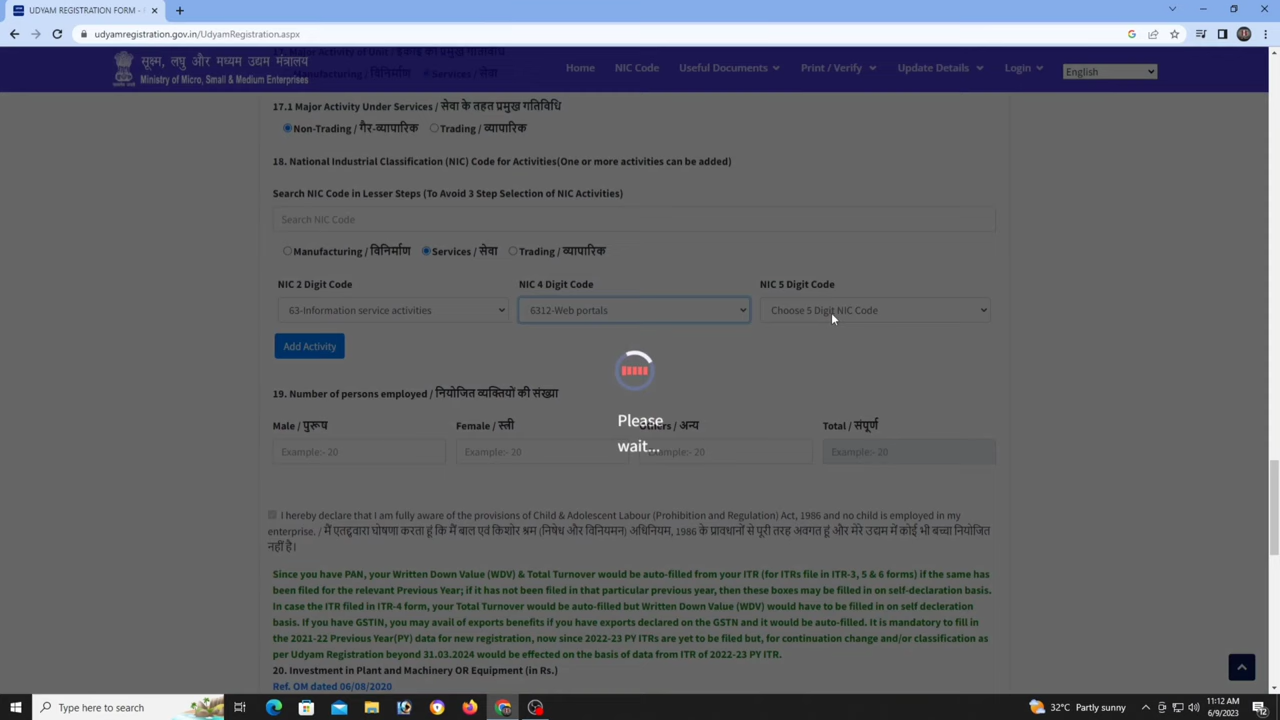 UDYAM REGISTRATION FORM -
udyamregistration.gov.in/UdyamRegistration.aspx
17. Major Activity of Unit / इकाई की प्रमुख गतिविधि
Manufacturing / विनिर्माण Services / सेवा
सूक्ष्म, लघु और मध्यम उद्यम मंत्रालय
Ministry of Micro, Small & Medium Enterprises
Home NIC Code Useful Documents Print / Verify Update Details Login English
17.1 Major Activity Under Services / सेवा के तहत प्रमुख गतिविधि
Non-Trading / गैर-व्यापारिक Trading / व्यापारिक
18. National Industrial Classification (NIC) Code for Activities(One or more activities can be added)
Search NIC Code in Lesser Steps (To Avoid 3 Step Selection of NIC Activities)
Search NIC Code
Manufacturing / विनिर्माण Services / सेवा Trading / व्यापारिक
NIC 2 Digit Code NIC 4 Digit Code NIC 5 Digit Code
63-Information service activities 6312-Web portals Choose 5 Digit NIC Code
Add Activity
19. Number of persons employed / नियोजित व्यक्तियों की संख्या
Please
wait...
Male / पुरूष Female / स्त्री Others / अन्य Total / संपूर्ण
Example:- 20 Example:- 20 Example:- 20 Example:- 20
I hereby declare that I am fully aware of the provisions of Child & Adolescent Labour (Prohibition and Regulation) Act, 1986 and no child is employed in my
enterprise. / मैं एतद्द्वारा घोषणा करता हूं कि मैं बाल एवं किशोर श्रम (निषेध और विनियमन) अधिनियम, 1986 के प्रावधानों से पूरी तरह अवगत हूं और मेरे उद्यम में कोई भी बच्चा नियोजित
नहीं है।
Since you have PAN, your Written Down Value (WDV) & Total Turnover would be auto-filled from your ITR (for ITRs file in ITR-3, 5 & 6 forms) if the same has
been filed for the relevant Previous Year; if it has not been filed in that particular previous year, then these boxes may be filled in on self-declaration basis.
In case the ITR filed in ITR-4 form, your Total Turnover would be auto-filled but Written Down Value (WDV) would have to be filled in on self decleration
basis. If you have GSTIN, you may avail of exports benefits if you have exports declared on the GSTN and it would be auto-filled. It is mandatory to fill in
the 2021-22 Previous Year(PY) data for new registration, now since 2022-23 PY ITRs are yet to be filed but, for continuation change and/or classification as
per Udyam Registration beyond 31.03.2024 would be effected on the basis of data from ITR of 2022-23 PY ITR.
20. Investment in Plant and Machinery OR Equipment (in Rs.)
Ref. OM dated 06/08/2020
Type here to search
32°C Partly sunny
11:12 AM
6/9/2023
12